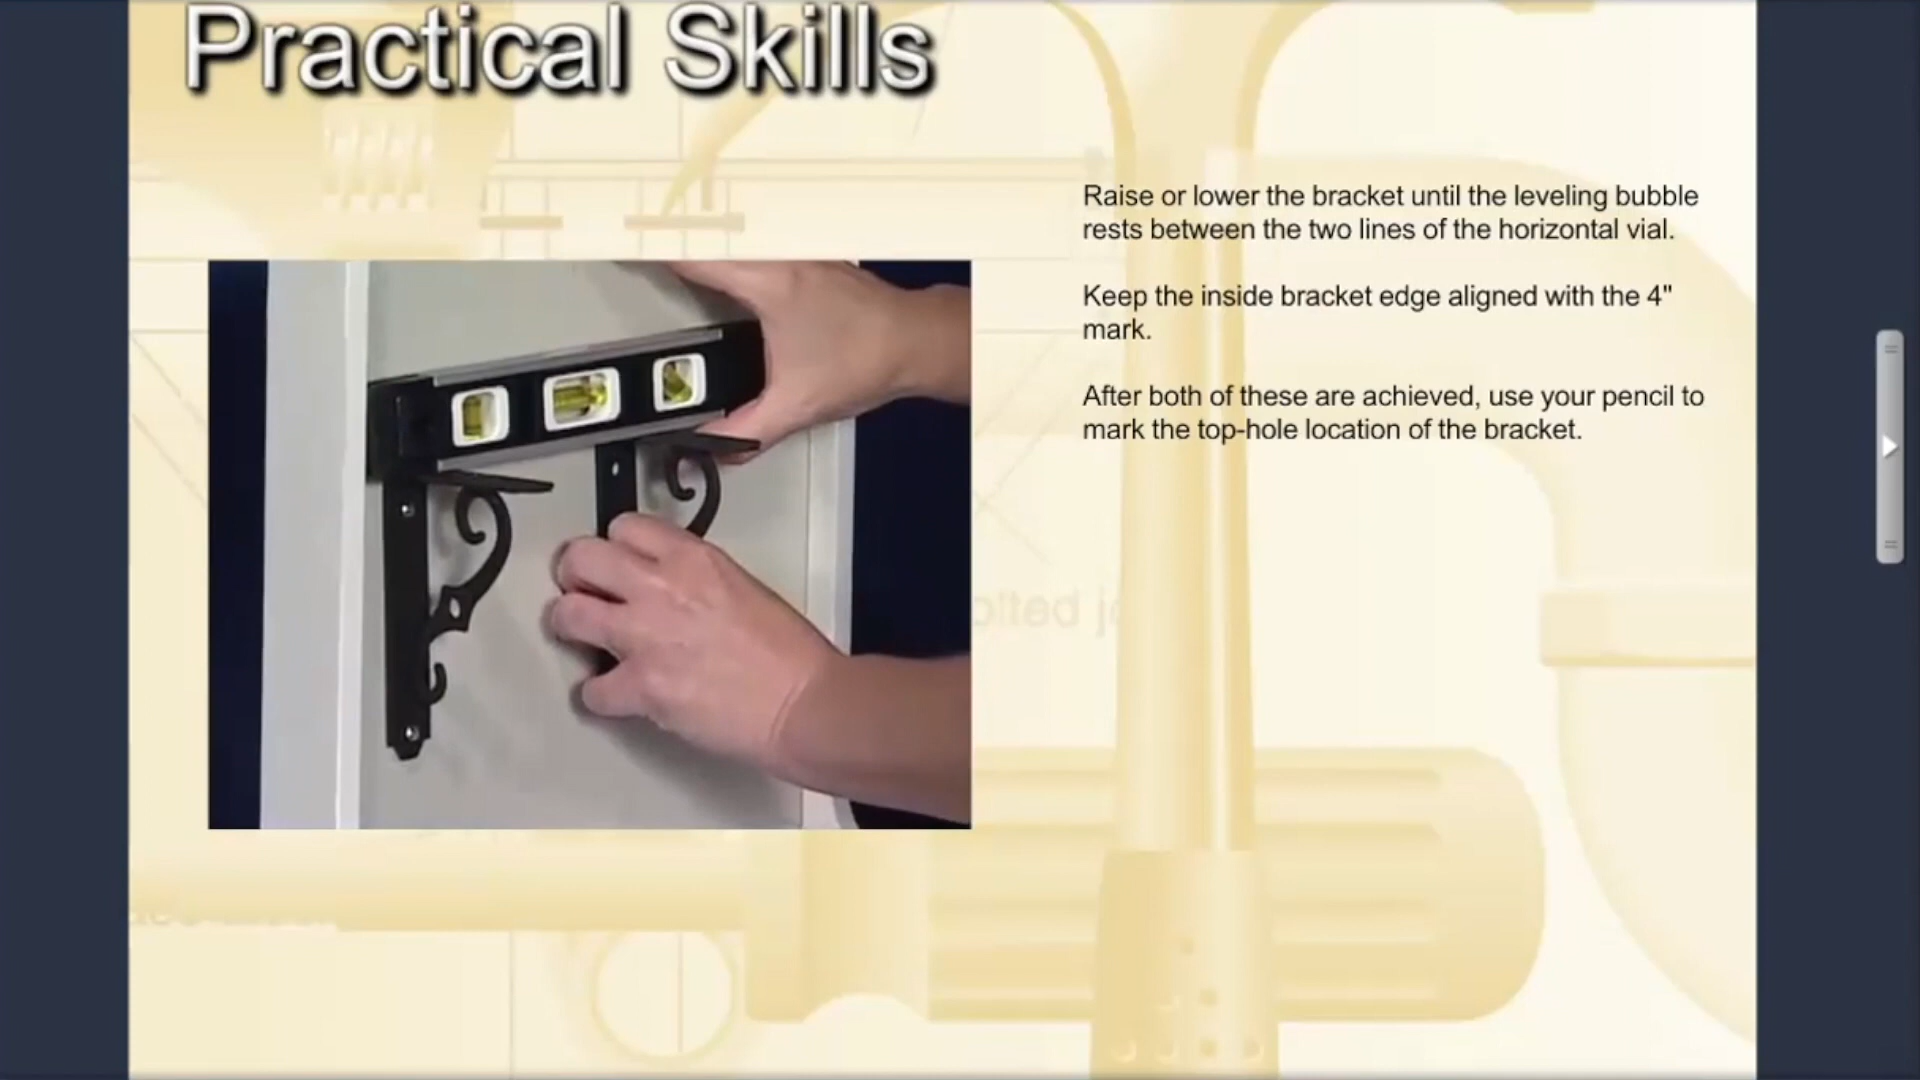 Practical Skills
Raise or lower the bracket until the leveling bubble
rests between the two lines of the horizontal vial.
Keep the inside bracket edge aligned with the 4"
mark.
After both of these are achieved, use your pencil to
mark the top-hole location of the bracket.